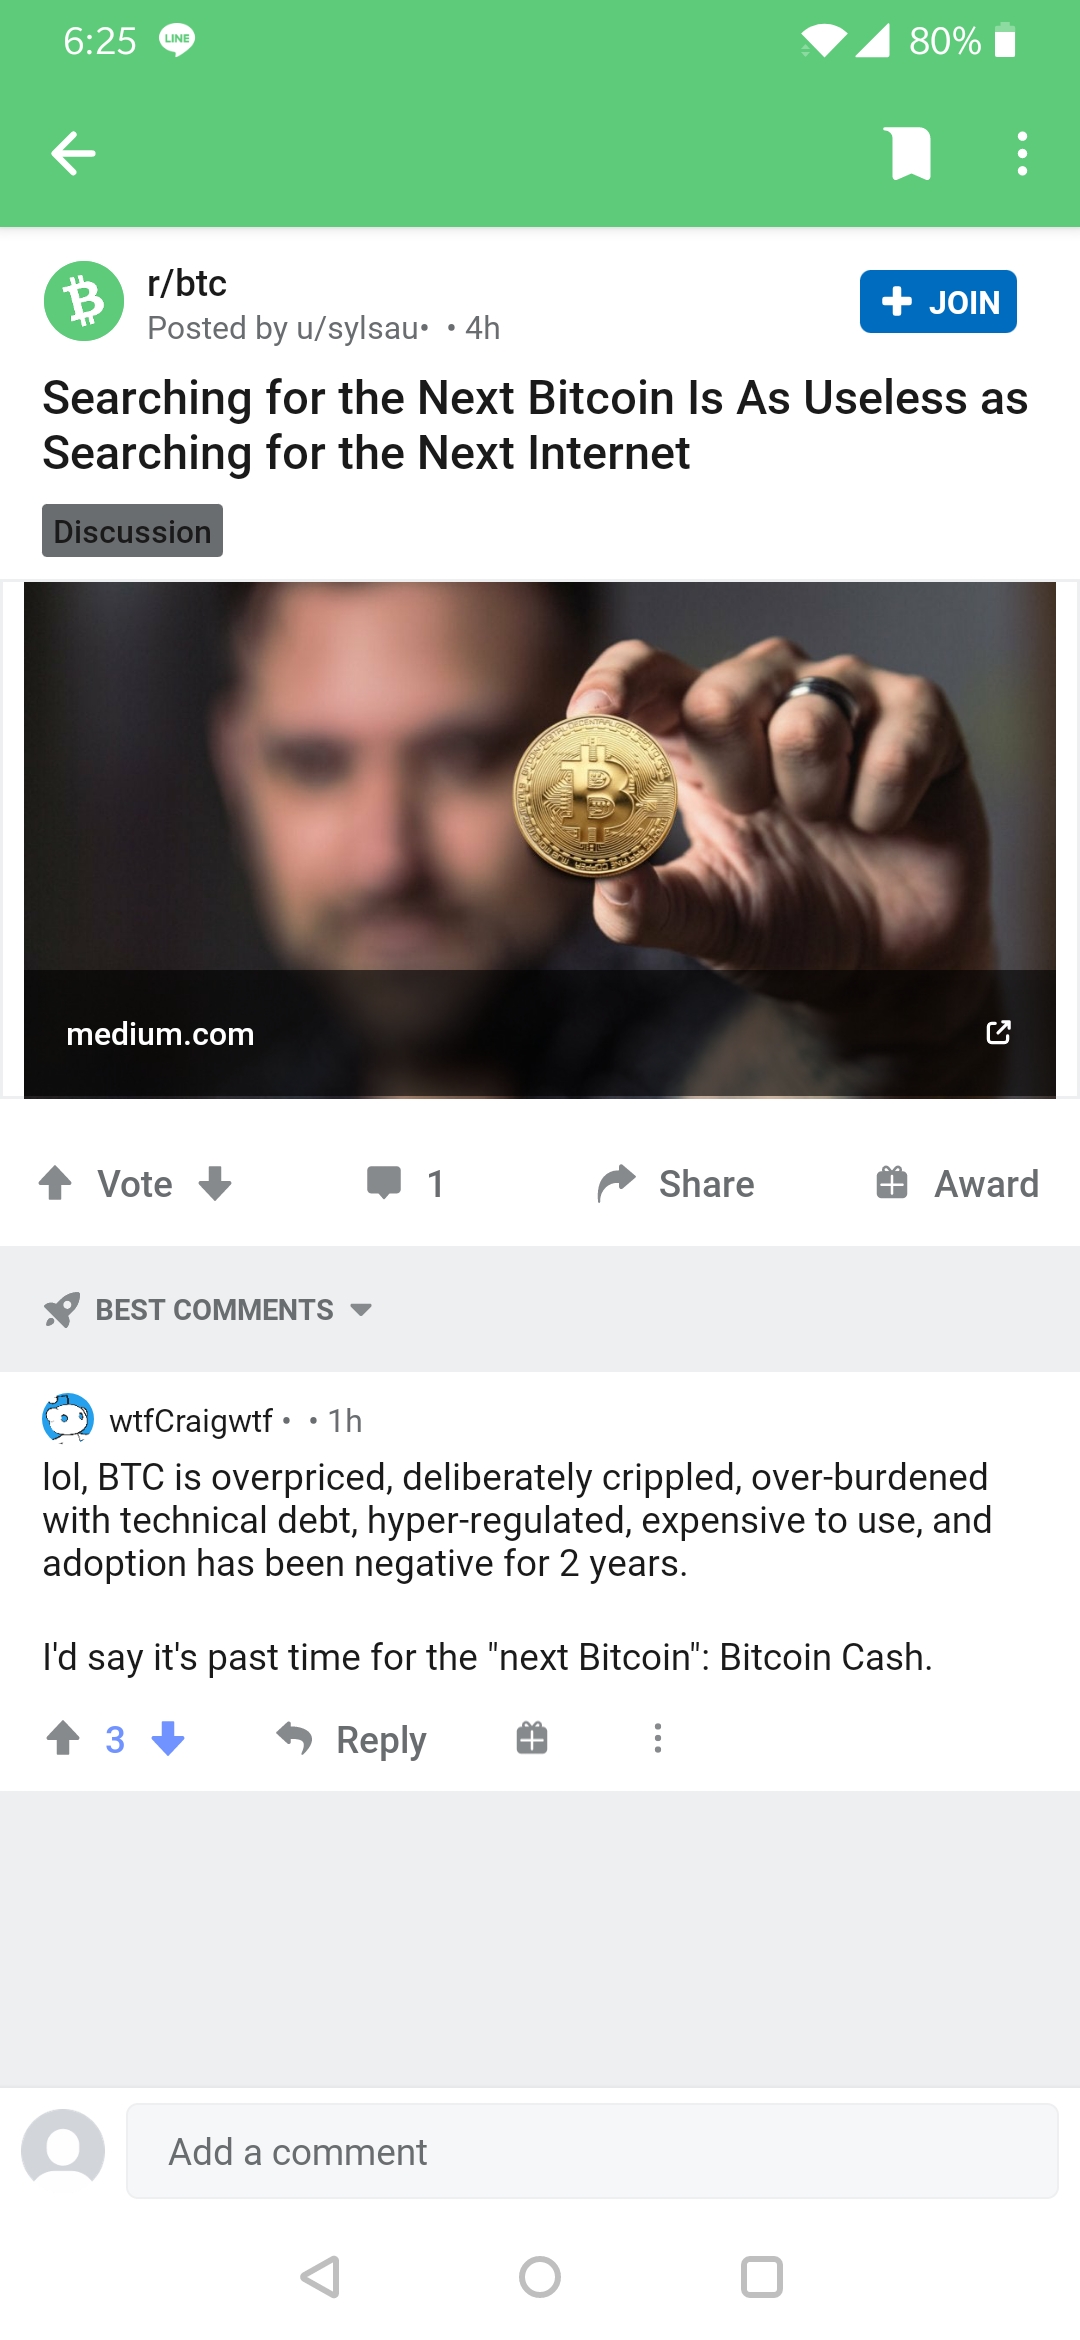 6:25 LINE 80%
r/btc
Posted by u/sylsau• • 4h
+ JOIN
Searching for the Next Bitcoin Is As Useless as
Searching for the Next Internet
Discussion
medium.com
Vote 1 Share Award
BEST COMMENTS
wtfCraigwtf • • 1h
lol, BTC is overpriced, deliberately crippled, over-burdened
with technical debt, hyper-regulated, expensive to use, and
adoption has been negative for 2 years.
I'd say it's past time for the "next Bitcoin": Bitcoin Cash.
3 Reply
Add a comment